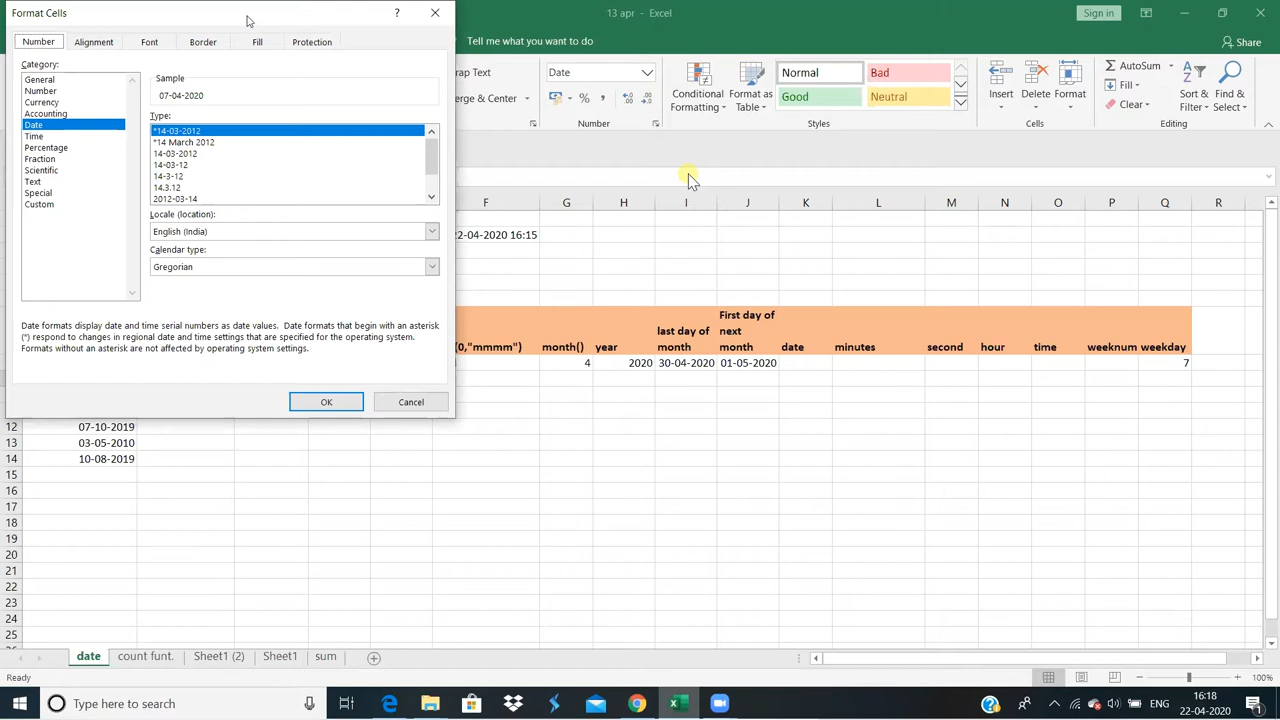 Format Cells
?
13 apr - Excel
Sign in
Number Alignment Font Border Fill Protection
Tell me what you want to do
Share
Category:
General
Number
Currency
Accounting
Date
Time
Percentage
Fraction
Scientific
Text
Special
Custom
Sample
07-04-2020
Type:
*14-03-2012
*14 March 2012
14-03-2012
14-03-12
14-3-12
14.3.12
2012-03-14
Locale (location):
English (India)
Calendar type:
Gregorian
Date formats display date and time serial numbers as date values. Date formats that begin with an asterisk
(*) respond to changes in regional date and time settings that are specified for the operating system.
Formats without an asterisk are not affected by operating system settings.
OK Cancel
rap Text
erge & Center
Date
%
Number
Conditional
Formatting
Format as
Table
Normal Bad
Good Neutral
Styles
Insert Delete Format
Cells
AutoSum
Fill
Clear
Sort &
Filter
Find &
Select
Editing
F G H I J K L M N O P Q R
22-04-2020 16:15
(0,"mmmm") month() year last day of month First day of next month date minutes second hour time weeknum weekday
4 2020 30-04-2020 01-05-2020 7
12 07-10-2019
13 03-05-2010
14 10-08-2019
15
16
17
18
19
20
21
22
23
24
25
date count funt. Sheet1 (2) Sheet1 sum
Ready
100%
Type here to search
16:18
22-04-2020
1